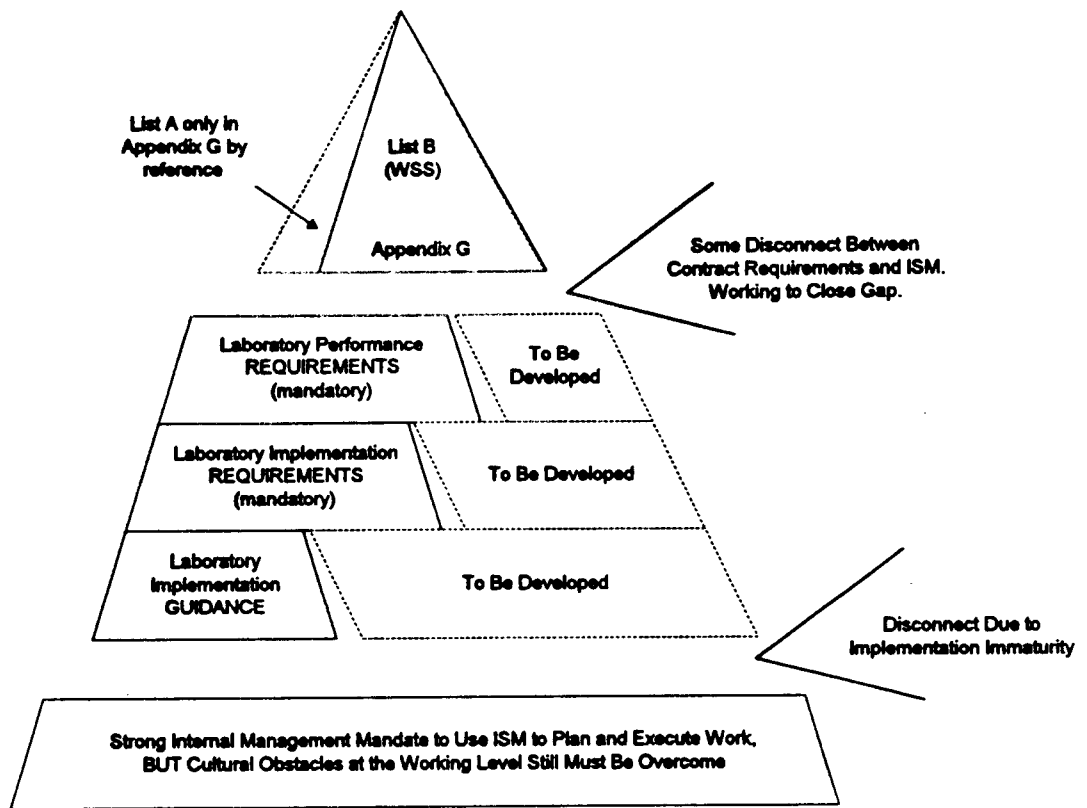 List A only in
Appendix G by
reference
List B
(WSS)
Appendix G
Some Disconnect Between
Contract Requirements and ISM.
Working to Close Gap.
Laboratory Performance
REQUIREMENTS
(mandatory)
To Be
Developed
Laboratory Implementation
REQUIREMENTS
(mandatory)
To Be Developed
Laboratory
Implementation
GUIDANCE
To Be Developed
Disconnect Due to
Implementation Immaturity
Strong Internal Management Mandate to Use ISM to Plan and Execute Work,
BUT Cultural Obstacles at the Working Level Still Must Be Overcome